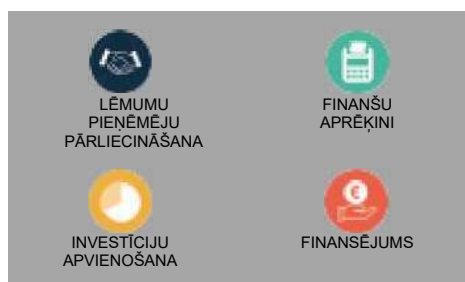 LĒMUMU
PIEŅĒMĒJU
PĀRLIECINĀŠANA
FINANŠU
APRĒĶINI
INVESTĪCIJU
APVIENOŠANA
FINANSĒJUMS